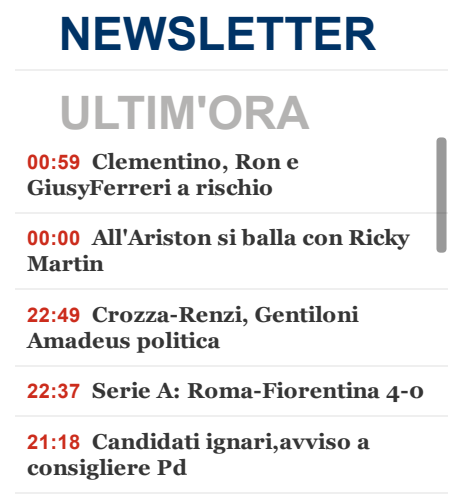 NEWSLETTER
ULTIM'ORA
00:59 Clementino, Ron e
GiusyFerreri a rischio
00:00 All'Ariston si balla con Ricky
Martin
22:49 Crozza-Renzi, Gentiloni
Amadeus politica
22:37 Serie A: Roma-Fiorentina 4-0
21:18 Candidati ignari,avviso a
consigliere Pd